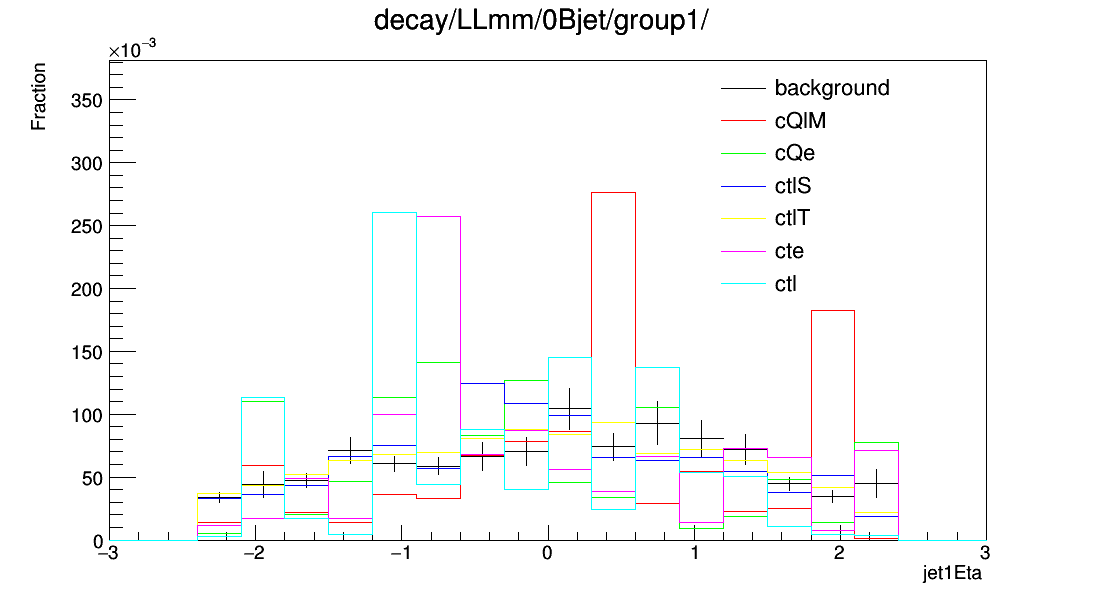 decay/LLmm/0Bjet/group1/
×10⁻³
Fraction
350
300
250
200
150
100
50
0
background
cQlM
cQe
ctlS
ctlT
cte
ctl
−3 −2 −1 0 1 2 3
jet1Eta